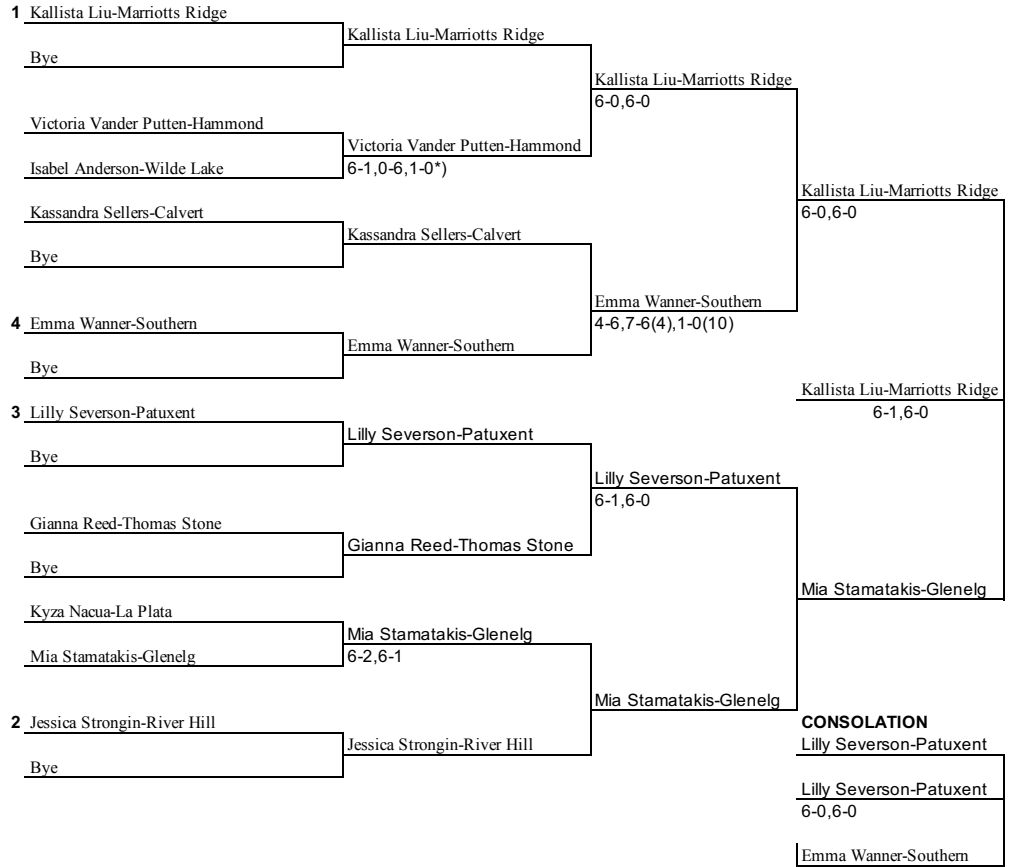 1 Kallista Liu-Marriotts Ridge
Kallista Liu-Marriotts Ridge
Bye
Kallista Liu-Marriotts Ridge
6-0,6-0
Victoria Vander Putten-Hammond
Victoria Vander Putten-Hammond
6-1,0-6,1-0*)
Isabel Anderson-Wilde Lake
Kallista Liu-Marriotts Ridge
6-0,6-0
Kassandra Sellers-Calvert
Kassandra Sellers-Calvert
Bye
Emma Wanner-Southern
4-6,7-6(4),1-0(10)
4 Emma Wanner-Southern
Emma Wanner-Southern
Bye
Kallista Liu-Marriotts Ridge
6-1,6-0
3 Lilly Severson-Patuxent
Lilly Severson-Patuxent
Bye
Lilly Severson-Patuxent
6-1,6-0
Gianna Reed-Thomas Stone
Gianna Reed-Thomas Stone
Bye
Mia Stamatakis-Glenelg
Kyza Nacua-La Plata
Mia Stamatakis-Glenelg
6-2,6-1
Mia Stamatakis-Glenelg
Mia Stamatakis-Glenelg
2 Jessica Strongin-River Hill
Jessica Strongin-River Hill
Bye
CONSOLATION
Lilly Severson-Patuxent
Lilly Severson-Patuxent
6-0,6-0
Emma Wanner-Southern